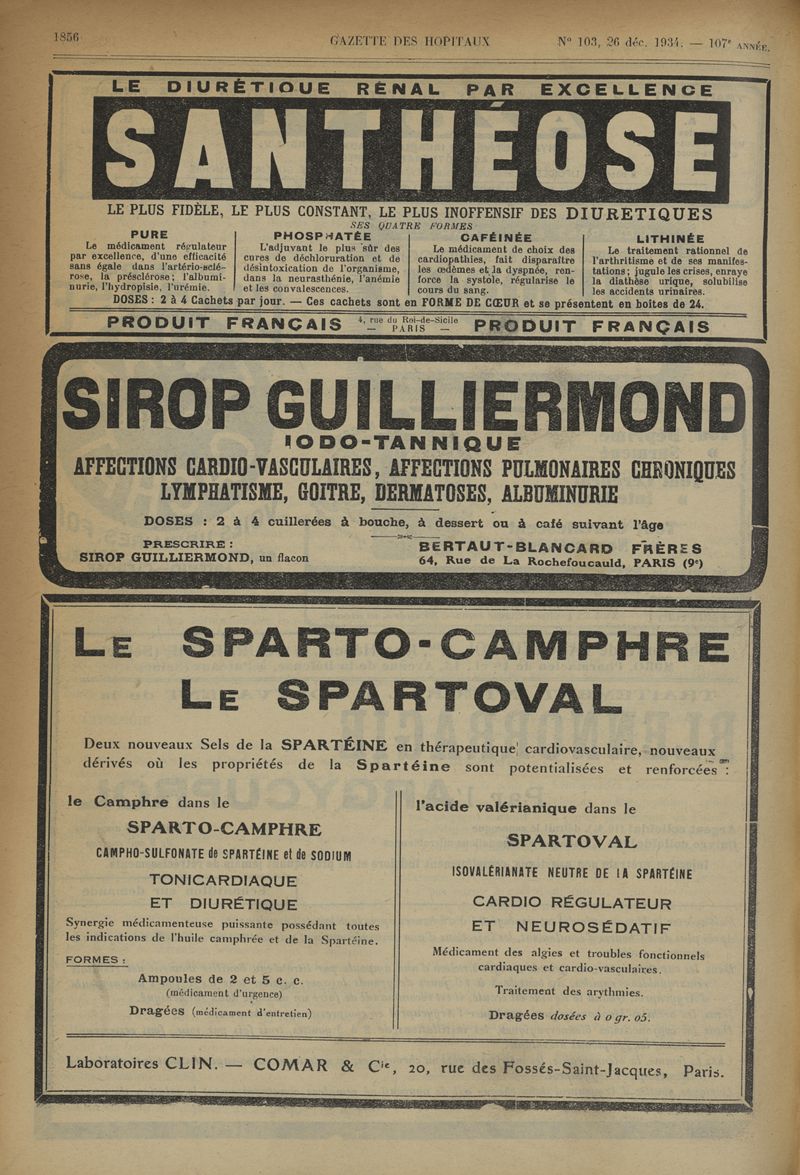 1856
GAZETTE DES HOPITAUX
N° 103, 26 déc. 1934. — 107e ANNÉE.
LE DIURÉTIQUE RÉNAL PAR EXCELLENCE
SANTHÉOSE
LE PLUS FIDÈLE, LE PLUS CONSTANT, LE PLUS INOFFENSIF DES DIURETIQUES
SES QUATRE FORMES
PURE
Le médicament régulateur
par excellence, d'une efficacité
sans égale dans l'artério-sclé-
rose, la présclérose; l'albumi-
nurie, l'hydropisie, l'urémie.
PHOSPHATÉE
L'adjuvant le plus sûr des
cures de déchloruration et de
désintoxication de l'organisme,
dans la neurasthénie, l'anémie
et les convalescences.
CAFÉINÉE
Le médicament de choix des
cardiopathies, fait disparaître
les œdèmes et la dyspnée, ren-
force la systole, régularise le
cours du sang.
LITHINÉE
Le traitement rationnel de
l'arthritisme et de ses manifes-
tations; jugule les crises, enraye
la diathèse urique, solubilise
les accidents urinaires.
DOSES : 2 à 4 Cachets par jour. — Ces cachets sont en FORME DE CŒUR et se présentent en boites de 24.
PRODUIT FRANÇAIS
4, rue du Roi-de-Sicile
— PARIS —
PRODUIT FRANÇAIS
SIROP GUILLIERMOND
IODO-TANNIQUE
AFFECTIONS CARDIO-VASCULAIRES, AFFECTIONS PULMONAIRES CHRONIQUES
LYMPHATISME, GOITRE, DERMATOSES, ALBUMINURIE
DOSES : 2 à 4 cuillerées à bouche, à dessert ou à café suivant l'âge
PRESCRIRE :
SIROP GUILLIERMOND, un flacon
BERTAUT-BLANCARD FRÈRES
64, Rue de La Rochefoucauld, PARIS (9e)
LE SPARTO-CAMPHRE
LE SPARTOVAL
Deux nouveaux Sels de la SPARTÉINE en thérapeutique cardiovasculaire, nouveaux
dérivés où les propriétés de la Spartéine sont potentialisées et renforcées :
le Camphre dans le
SPARTO-CAMPHRE
CAMPHO-SULFONATE de SPARTÉINE et de SODIUM
TONICARDIAQUE
ET DIURÉTIQUE
Synergie médicamenteuse puissante possédant toutes
les indications de l'huile camphrée et de la Spartéine.
FORMES :
Ampoules de 2 et 5 c. c.
(médicament d'urgence)
Dragées (médicament d'entretien)
l'acide valérianique dans le
SPARTOVAL
ISOVALÉRIANATE NEUTRE DE LA SPARTÉINE
CARDIO RÉGULATEUR
ET NEUROSÉDATIF
Médicament des algies et troubles fonctionnels
cardiaques et cardio-vasculaires.
Traitement des arythmies.
Dragées dosées à 0 gr. 05.
Laboratoires CLIN. — COMAR & Cie, 20, rue des Fossés-Saint-Jacques, Paris.